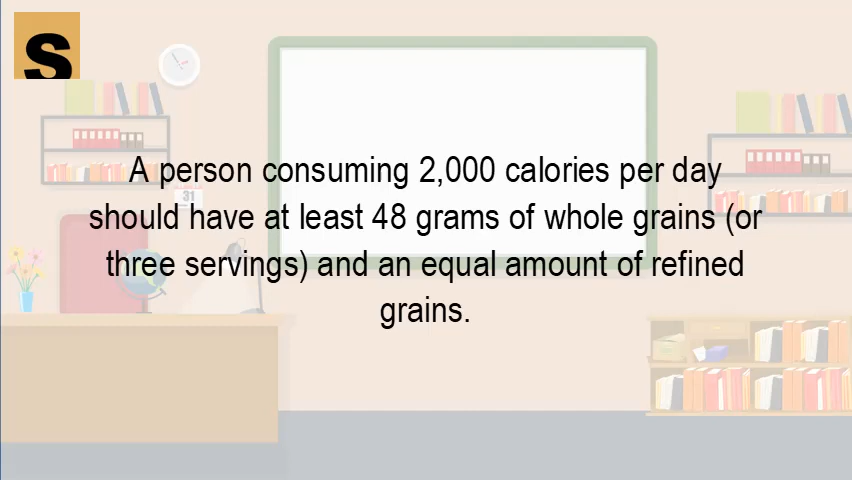 S
A person consuming 2,000 calories per day
31
should have at least 48 grams of whole grains (or
three servings) and an equal amount of refined
grains.